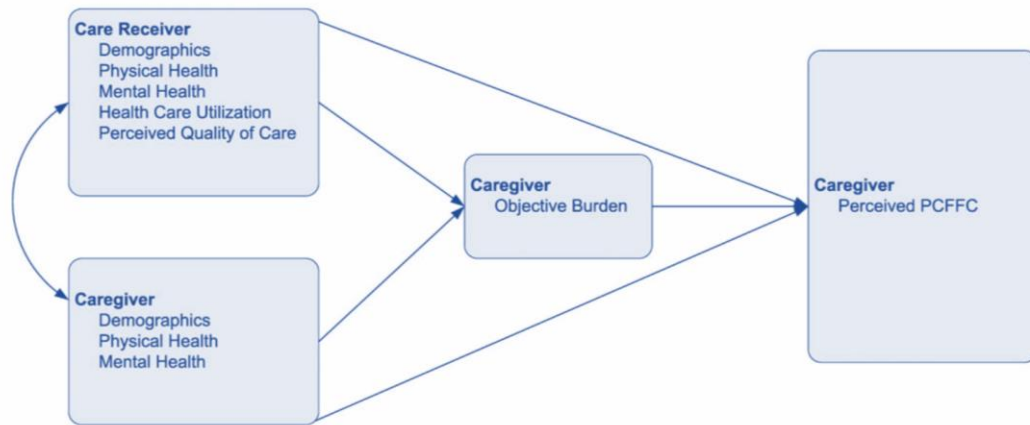 Care Receiver
Demographics
Physical Health
Mental Health
Health Care Utilization
Perceived Quality of Care
Caregiver
Objective Burden
Caregiver
Perceived PCFFC
Caregiver
Demographics
Physical Health
Mental Health